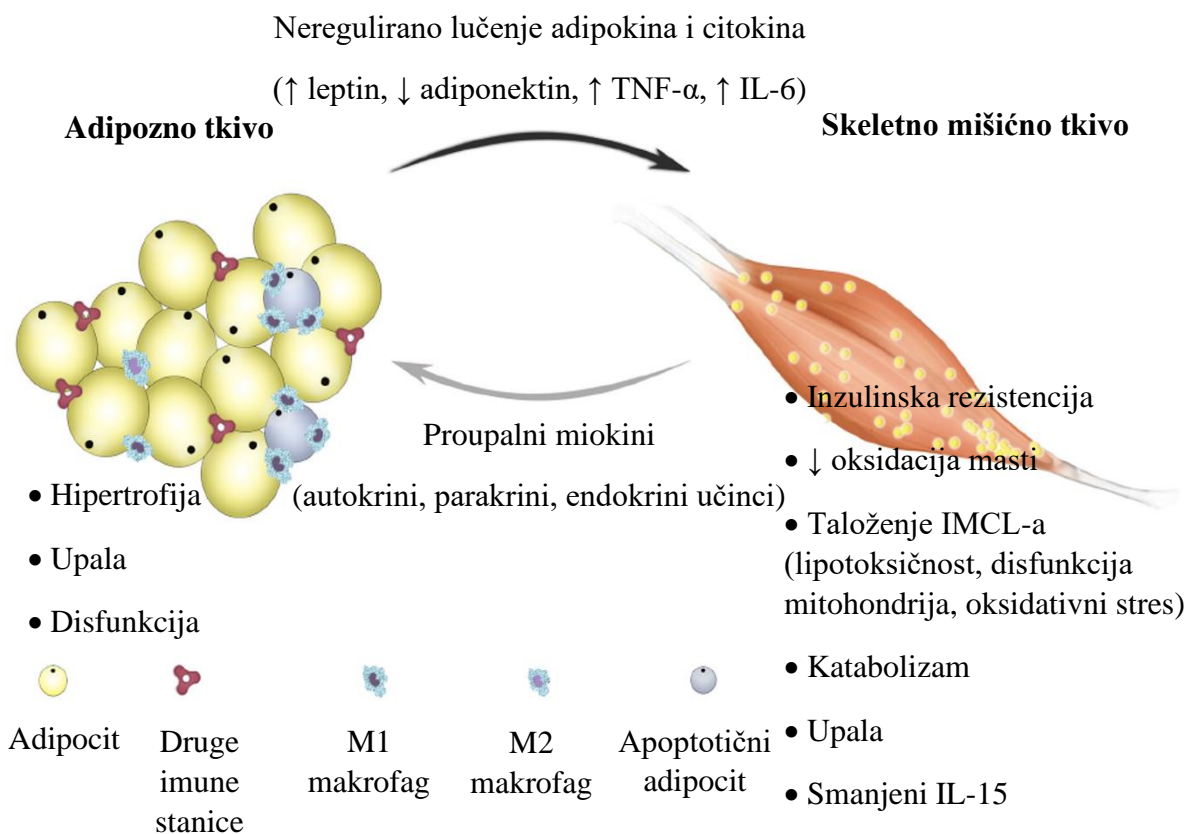 Neregulirano lučenje adipokina i citokina
(↑ leptin, ↓ adiponektin, ↑ TNF-α, ↑ IL-6)
Adipozno tkivo
Skeletno mišićno tkivo
Proupalni miokini
(autokrini, parakrini, endokrini učinci)
• Hipertrofija
• Upala
• Disfunkcija
• Inzulinska rezistencija
• ↓ oksidacija masti
• Taloženje IMCL-a
(lipotoksičnost, disfunkcija
mitohondrija, oksidativni stres)
• Katabolizam
• Upala
• Smanjeni IL-15
Adipocit
Druge
imune
stanice
M1
makrofag
M2
makrofag
Apoptotični
adipocit